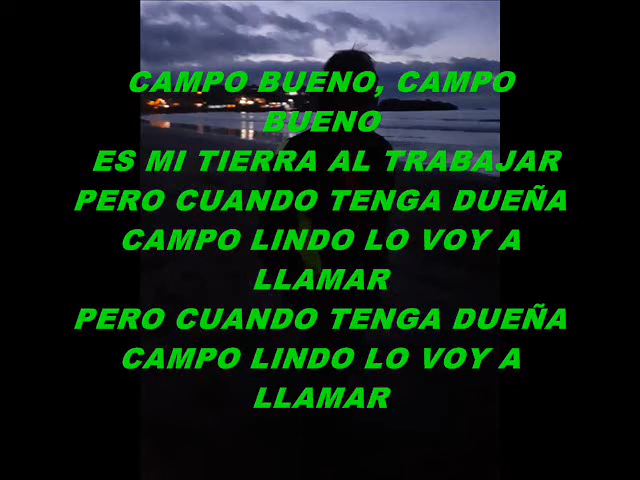 CAMPO BUENO, CAMPO
BUENO
ES MI TIERRA AL TRABAJAR
PERO CUANDO TENGA DUEÑA
CAMPO LINDO LO VOY A
LLAMAR
PERO CUANDO TENGA DUEÑA
CAMPO LINDO LO VOY A
LLAMAR